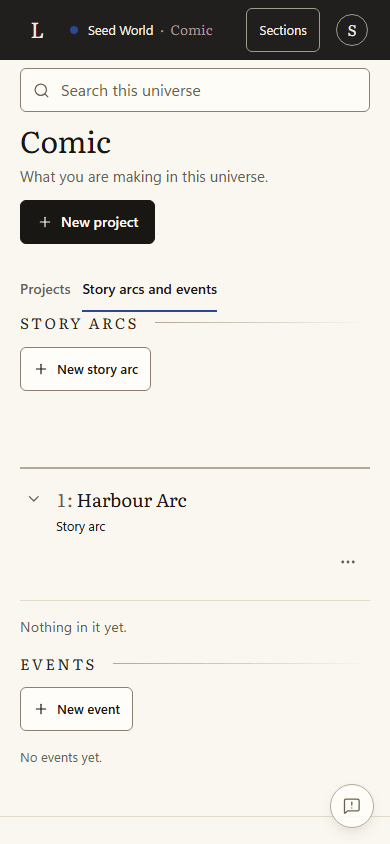 L Seed World · Comic Sections S
Search this universe
Comic
What you are making in this universe.
New project
Projects Story arcs and events
STORY ARCS
New story arc
1: Harbour Arc
Story arc
Nothing in it yet.
EVENTS
New event
No events yet.